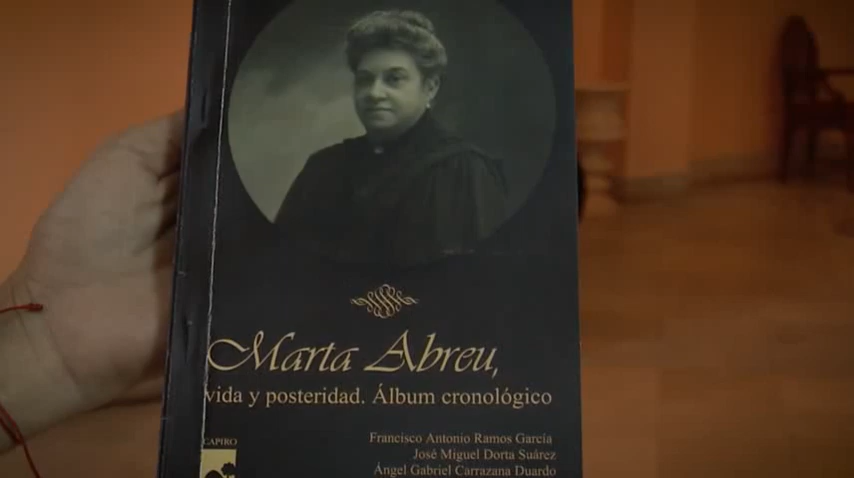 Marta Abreu,
vida y posteridad. Álbum cronológico
Francisco Antonio Ramos García
José Miguel Dorta Suárez
Ángel Gabriel Carrazana Duardo
CAPIRO